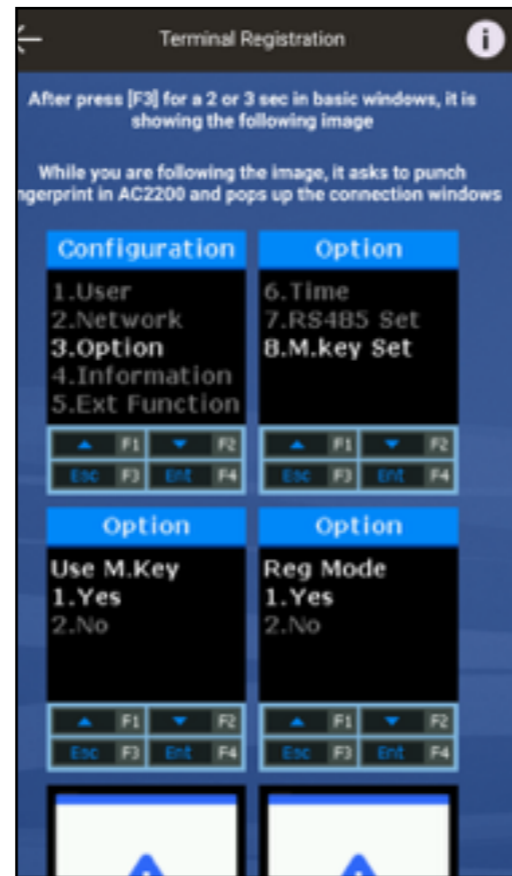 Terminal Registration
i
After press [F3] for a 2 or 3 sec in basic windows, it is
showing the following image
While you are following the image, it asks to punch
ngerprint in AC2200 and pops up the connection windows
Configuration
1.User
2.Network
3.Option
4.Information
5.Ext Function
▲ F1 ▼ F2
Esc F3 Ent F4
Option
6.Time
7.RS485 Set
8.M.key Set
▲ F1 ▼ F2
Esc F3 Ent F4
Option
Use M.Key
1.Yes
2.No
▲ F1 ▼ F2
Esc F3 Ent F4
Option
Reg Mode
1.Yes
2.No
▲ F1 ▼ F2
Esc F3 Ent F4